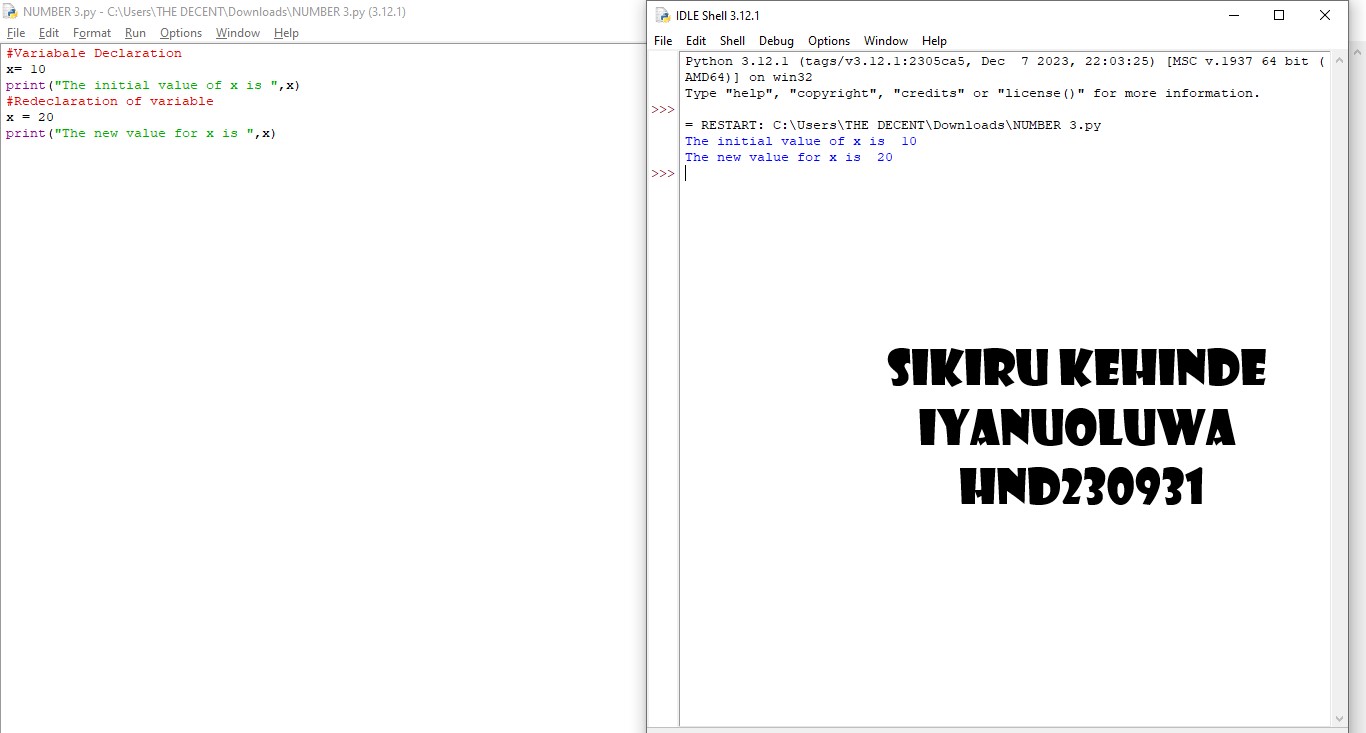 NUMBER 3.py - C:\Users\THE DECENT\Downloads\NUMBER 3.py (3.12.1)
File Edit Format Run Options Window Help
#Variabale Declaration
x= 10
print("The initial value of x is ",x)
#Redeclaration of variable
x = 20
print("The new value for x is ",x)
IDLE Shell 3.12.1
File Edit Shell Debug Options Window Help
Python 3.12.1 (tags/v3.12.1:2305ca5, Dec  7 2023, 22:03:25) [MSC v.1937 64 bit (
AMD64)] on win32
Type "help", "copyright", "credits" or "license()" for more information.
>>>
= RESTART: C:\Users\THE DECENT\Downloads\NUMBER 3.py
The initial value of x is  10
The new value for x is  20
>>>
SIKIRU KEHINDE
IYANUOLUWA
HND230931